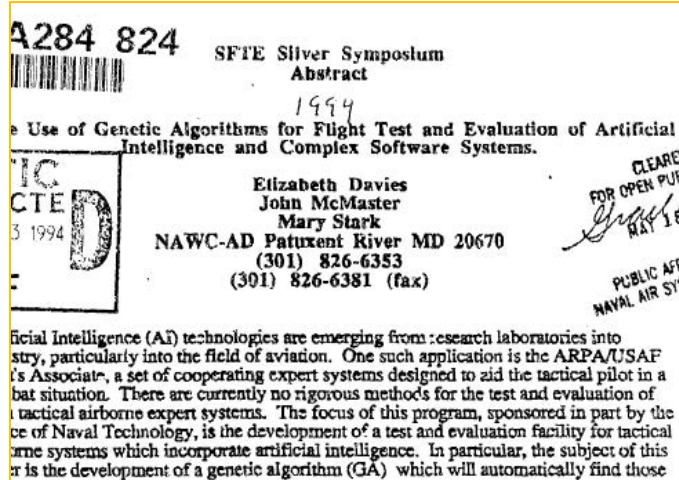 A284 824
SFTE Silver Symposium
Abstract
1994
e Use of Genetic Algorithms for Flight Test and Evaluation of Artificial
Intelligence and Complex Software Systems.
TIC
CTE
3 1994
D
F
CLEARE
FOR OPEN PUB
MAY 18
PUBLIC AFF
NAVAL AIR SYS
Elizabeth Davies
John McMaster
Mary Stark
NAWC-AD Patuxent River MD 20670
(301) 826-6353
(301) 826-6381 (fax)
ficial Intelligence (AI) technologies are emerging from research laboratories into
stry, particularly into the field of aviation. One such application is the ARPA/USAF
t's Associate, a set of cooperating expert systems designed to aid the tactical pilot in a
bat situation. There are currently no rigorous methods for the test and evaluation of
tactical airborne expert systems. The focus of this program, sponsored in part by the
ce of Naval Technology, is the development of a test and evaluation facility for tactical
orne systems which incorporate artificial intelligence. In particular, the subject of this
r is the development of a genetic algorithm (GA) which will automatically find those